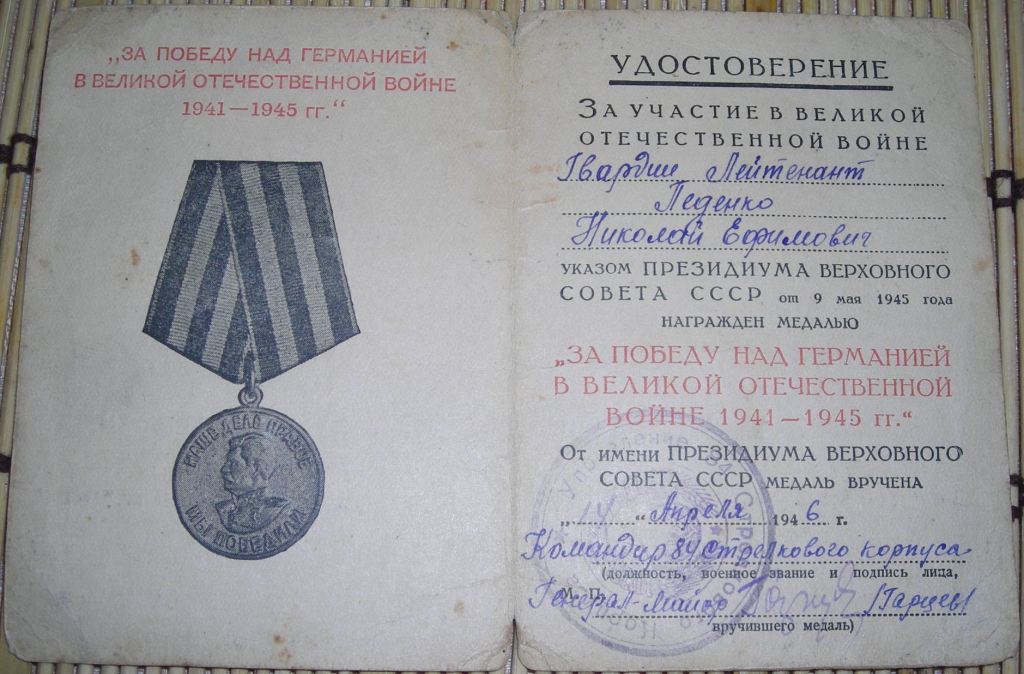 „ЗА ПОБЕДУ НАД ГЕРМАНИЕЙ
В ВЕЛИКОЙ ОТЕЧЕСТВЕННОЙ ВОЙНЕ
1941—1945 гг.“
НАШЕ ДЕЛО ПРАВОЕ
МЫ ПОБЕДИЛИ
УДОСТОВЕРЕНИЕ
ЗА УЧАСТИЕ В ВЕЛИКОЙ
ОТЕЧЕСТВЕННОЙ ВОЙНЕ
Гвардии Лейтенант
Педенко
Николай Ефимович
УКАЗОМ ПРЕЗИДИУМА ВЕРХОВНОГО
СОВЕТА СССР от 9 мая 1945 года
НАГРАЖДЕН МЕДАЛЬЮ
„ЗА ПОБЕДУ НАД ГЕРМАНИЕЙ
В ВЕЛИКОЙ ОТЕЧЕСТВЕННОЙ
ВОЙНЕ 1941—1945 гг.“
ОТ ИМЕНИ ПРЕЗИДИУМА ВЕРХОВНОГО
СОВЕТА СССР МЕДАЛЬ ВРУЧЕНА
„14“ Апреля 1946 г.
Командир 84 Стрелкового корпуса
(должность, военное звание и подпись лица,
М. П.
Генерал-майор
вручившего медаль)